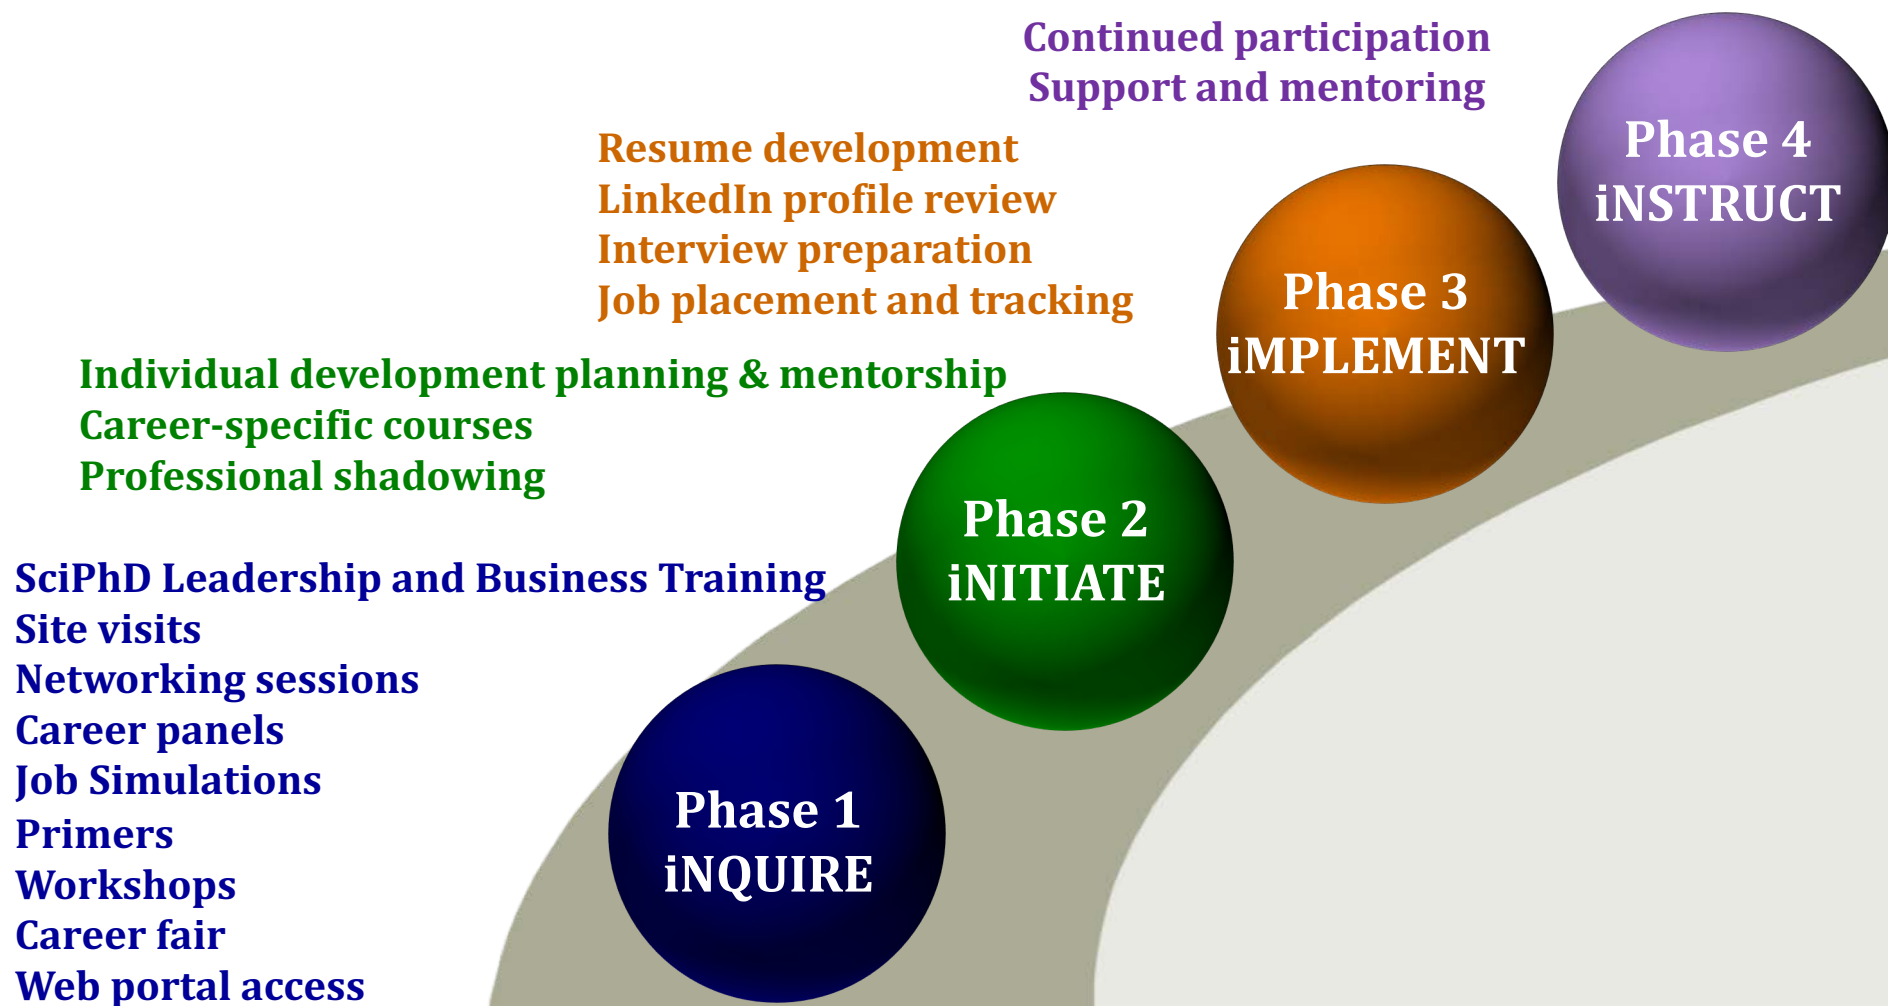 Continued participation
Support and mentoring
Phase 4
iNSTRUCT
Resume development
LinkedIn profile review
Interview preparation
Job placement and tracking
Phase 3
iMPLEMENT
Individual development planning & mentorship
Career-specific courses
Professional shadowing
Phase 2
iNITIATE
SciPhD Leadership and Business Training
Site visits
Networking sessions
Career panels
Job Simulations
Primers
Workshops
Career fair
Web portal access
Phase 1
iNQUIRE